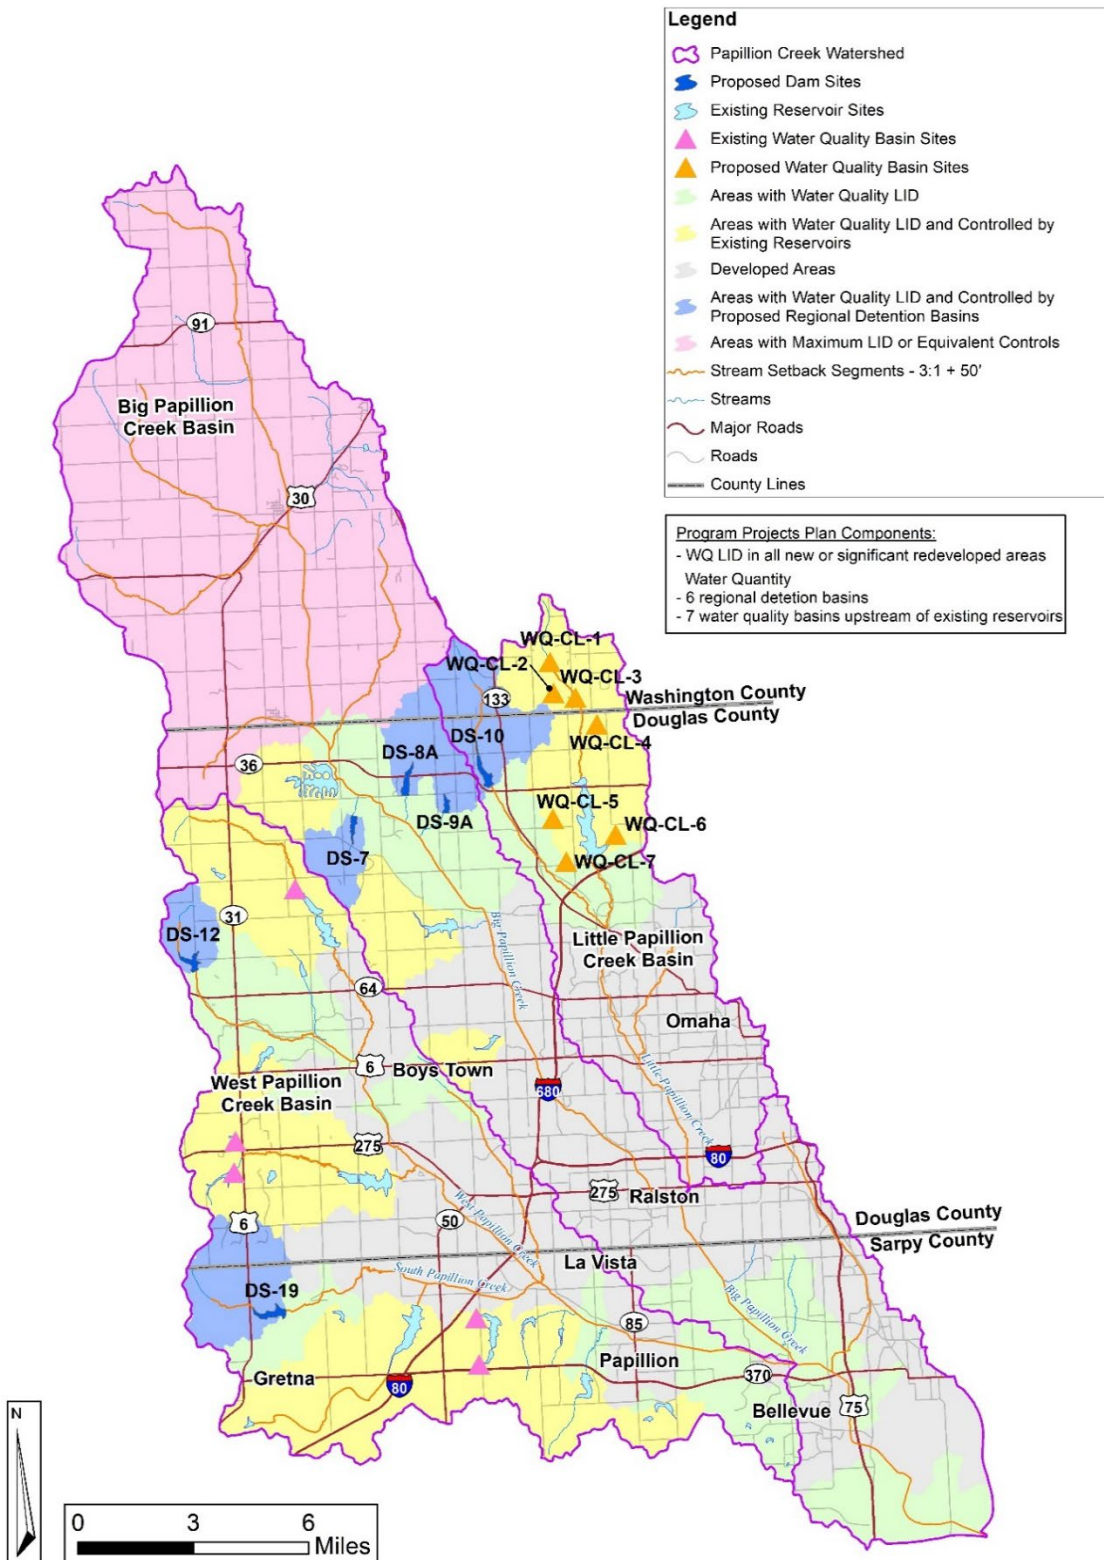 Legend
Papillion Creek Watershed
Proposed Dam Sites
Existing Reservoir Sites
Existing Water Quality Basin Sites
Proposed Water Quality Basin Sites
Areas with Water Quality LID
Areas with Water Quality LID and Controlled by
Existing Reservoirs
Developed Areas
Areas with Water Quality LID and Controlled by
Proposed Regional Detention Basins
Areas with Maximum LID or Equivalent Controls
Stream Setback Segments - 3:1 + 50'
Streams
Major Roads
Roads
County Lines
Program Projects Plan Components:
- WQ LID in all new or significant redeveloped areas
Water Quantity
- 6 regional detetion basins
- 7 water quality basins upstream of existing reservoirs
91
Big Papillion
Creek Basin
30
WQ-CL-1
WQ-CL-2
WQ-CL-3
133
Washington County
Douglas County
WQ-CL-4
DS-10
DS-8A
36
DS-9A
WQ-CL-5
WQ-CL-6
DS-7
WQ-CL-7
31
DS-12
Big Papillion Creek
Little Papillion
Creek Basin
64
Omaha
6
Boys Town
West Papillion
Creek Basin
680
Little Papillion Creek
275
80
275
Ralston
West Papillion Creek
50
6
Douglas County
Sarpy County
La Vista
South Papillion Creek
DS-19
85
Big Papillion Creek
Papillion
370
Gretna
80
Bellevue
75
N
0 3 6
Miles